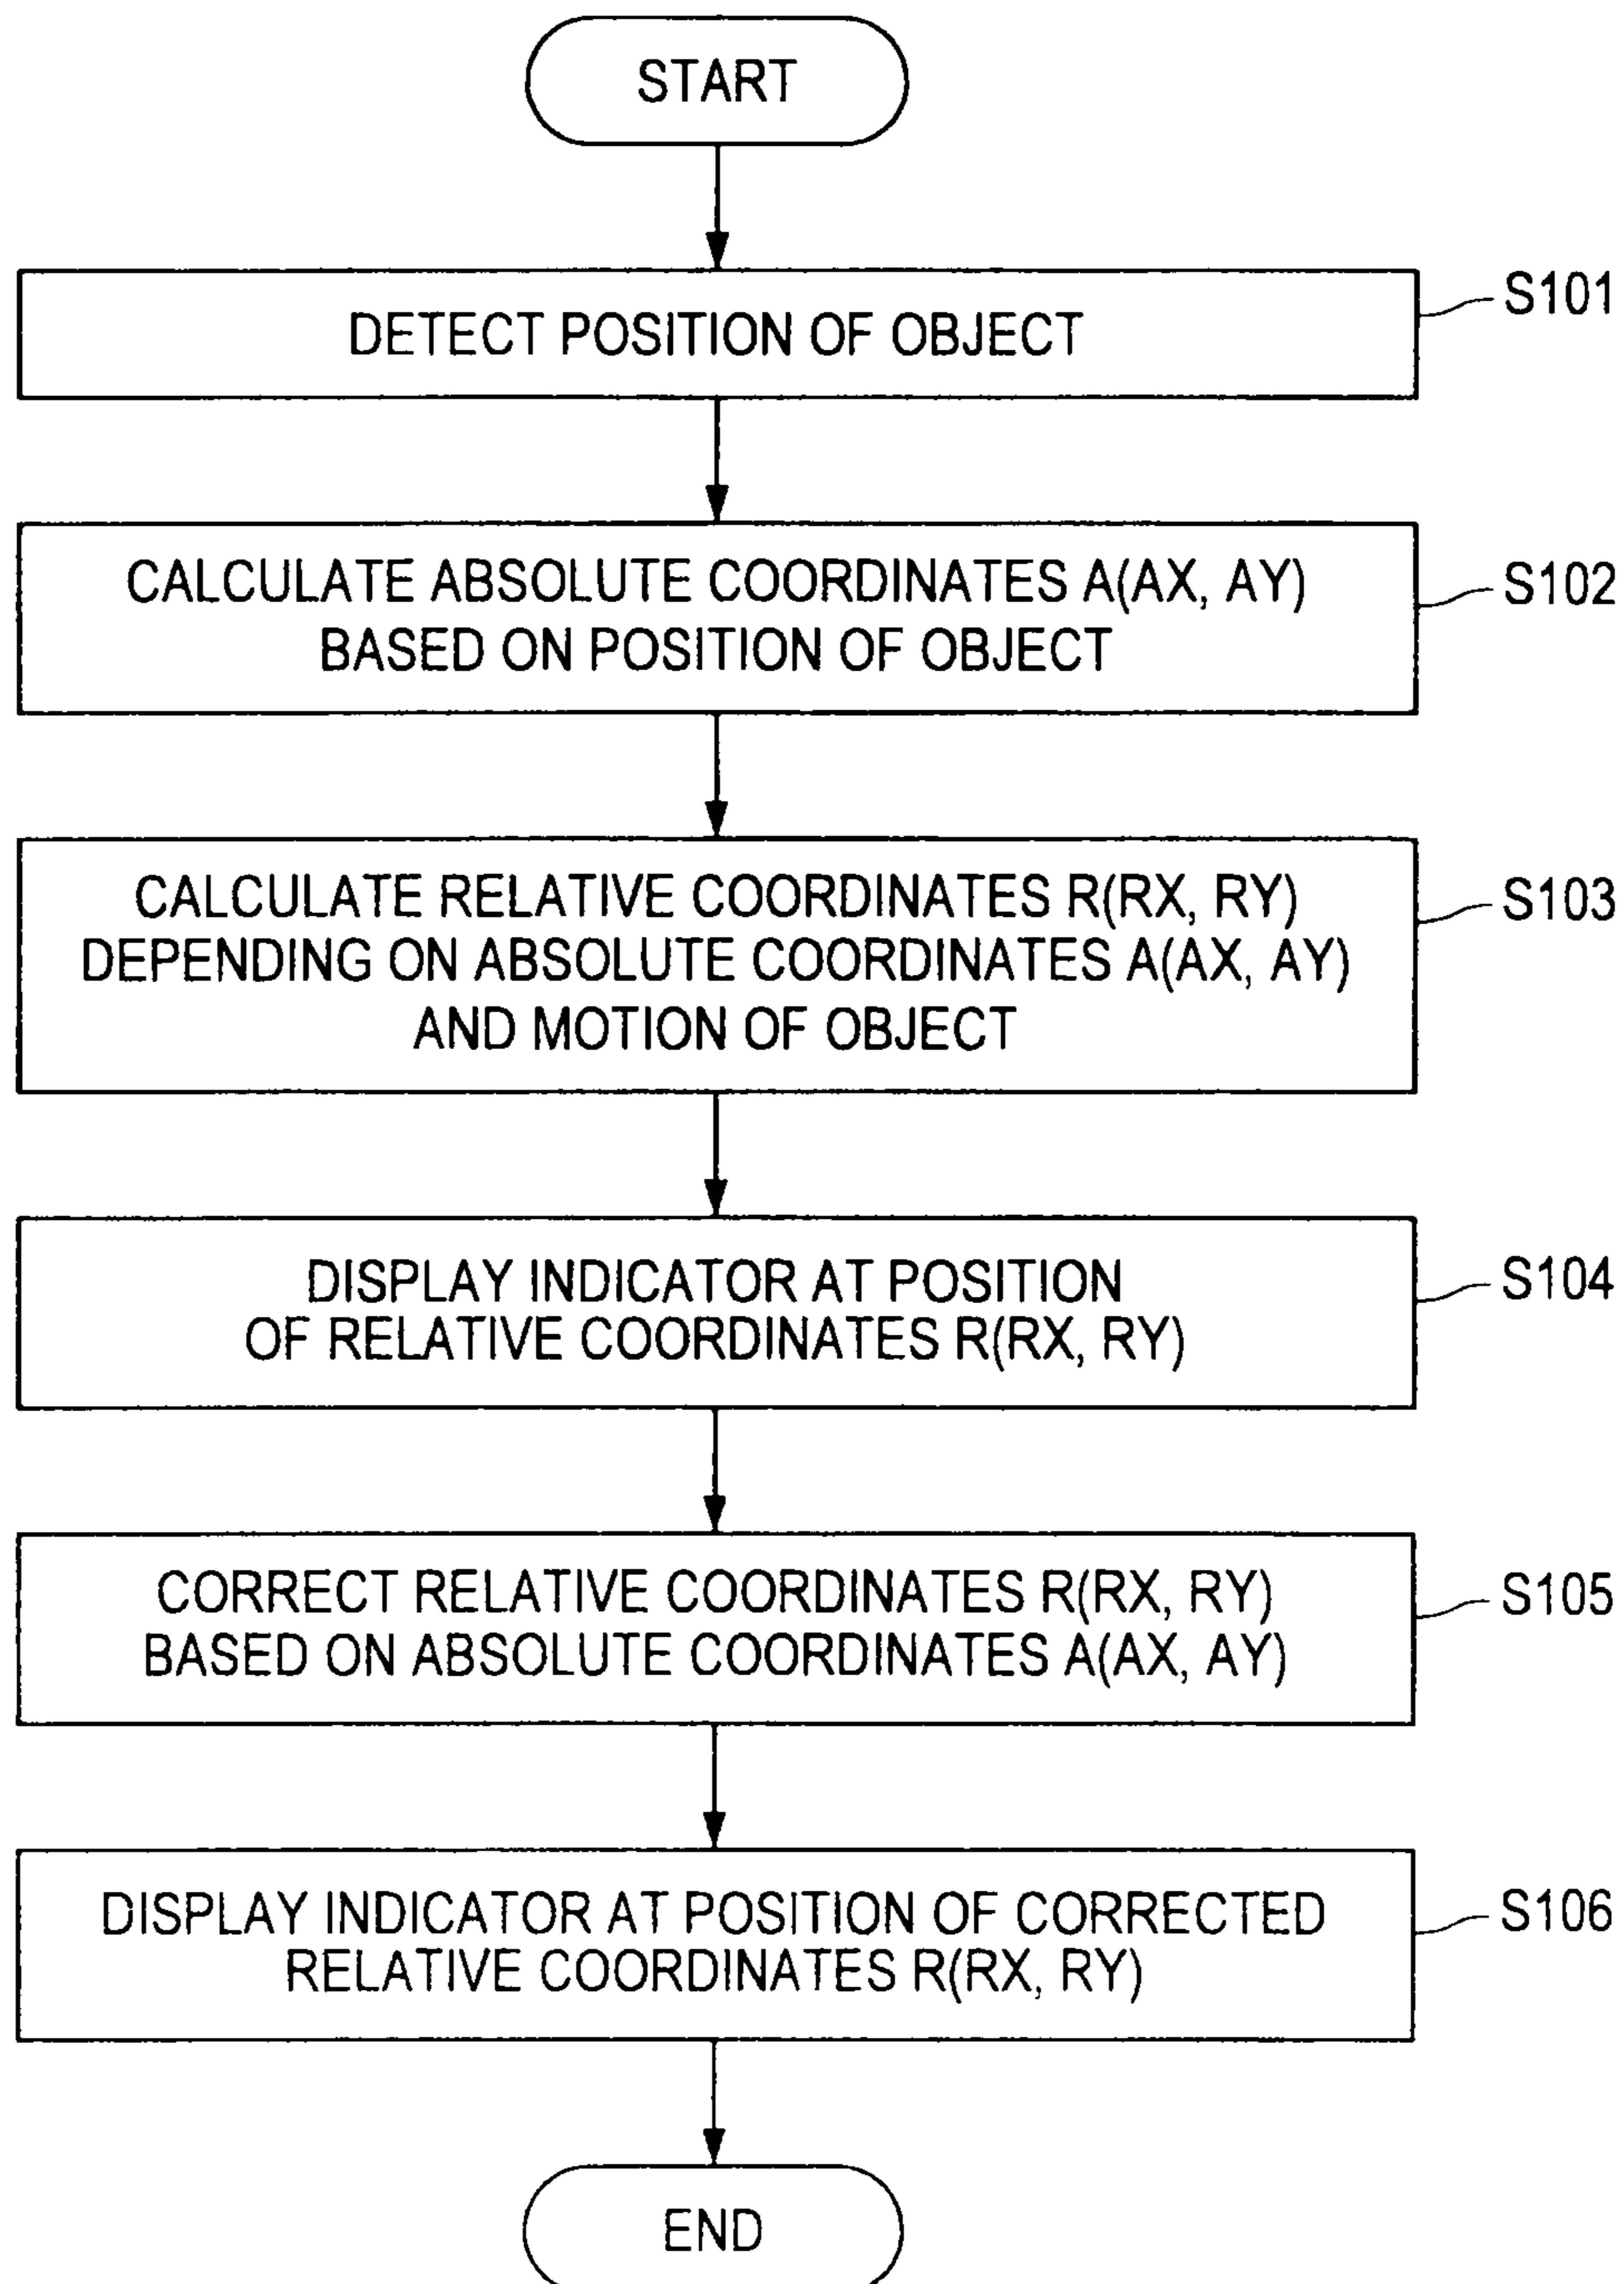 START
DETECT POSITION OF OBJECT
S101
CALCULATE ABSOLUTE COORDINATES A(AX, AY)
BASED ON POSITION OF OBJECT
S102
CALCULATE RELATIVE COORDINATES R(RX, RY)
DEPENDING ON ABSOLUTE COORDINATES A(AX, AY)
AND MOTION OF OBJECT
S103
DISPLAY INDICATOR AT POSITION
OF RELATIVE COORDINATES R(RX, RY)
S104
CORRECT RELATIVE COORDINATES R(RX, RY)
BASED ON ABSOLUTE COORDINATES A(AX, AY)
S105
DISPLAY INDICATOR AT POSITION OF CORRECTED
RELATIVE COORDINATES R(RX, RY)
S106
END